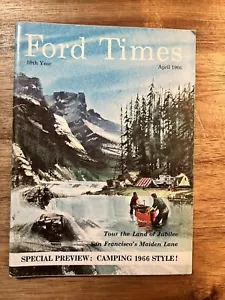 Ford Times
59th Year
April 1966
Tour the Land of Jubilee
San Francisco's Maiden Lane
SPECIAL PREVIEW: CAMPING 1966 STYLE!